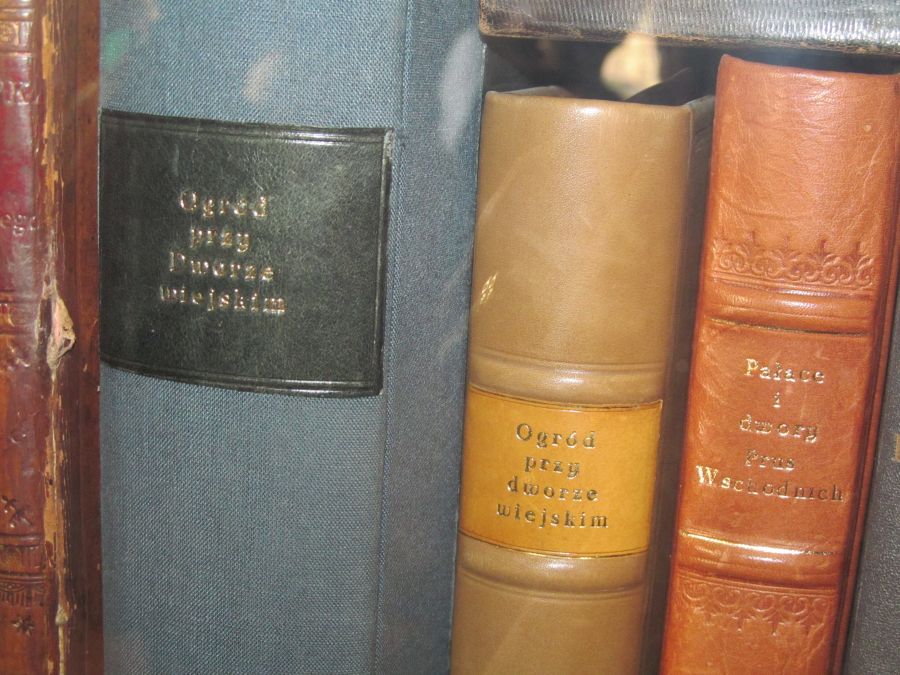 Ogród
przy
Dworze
wiejskim
Ogród
przy
dworze
wiejskim
Pałace
i
dwory
Prus
Wschodnich